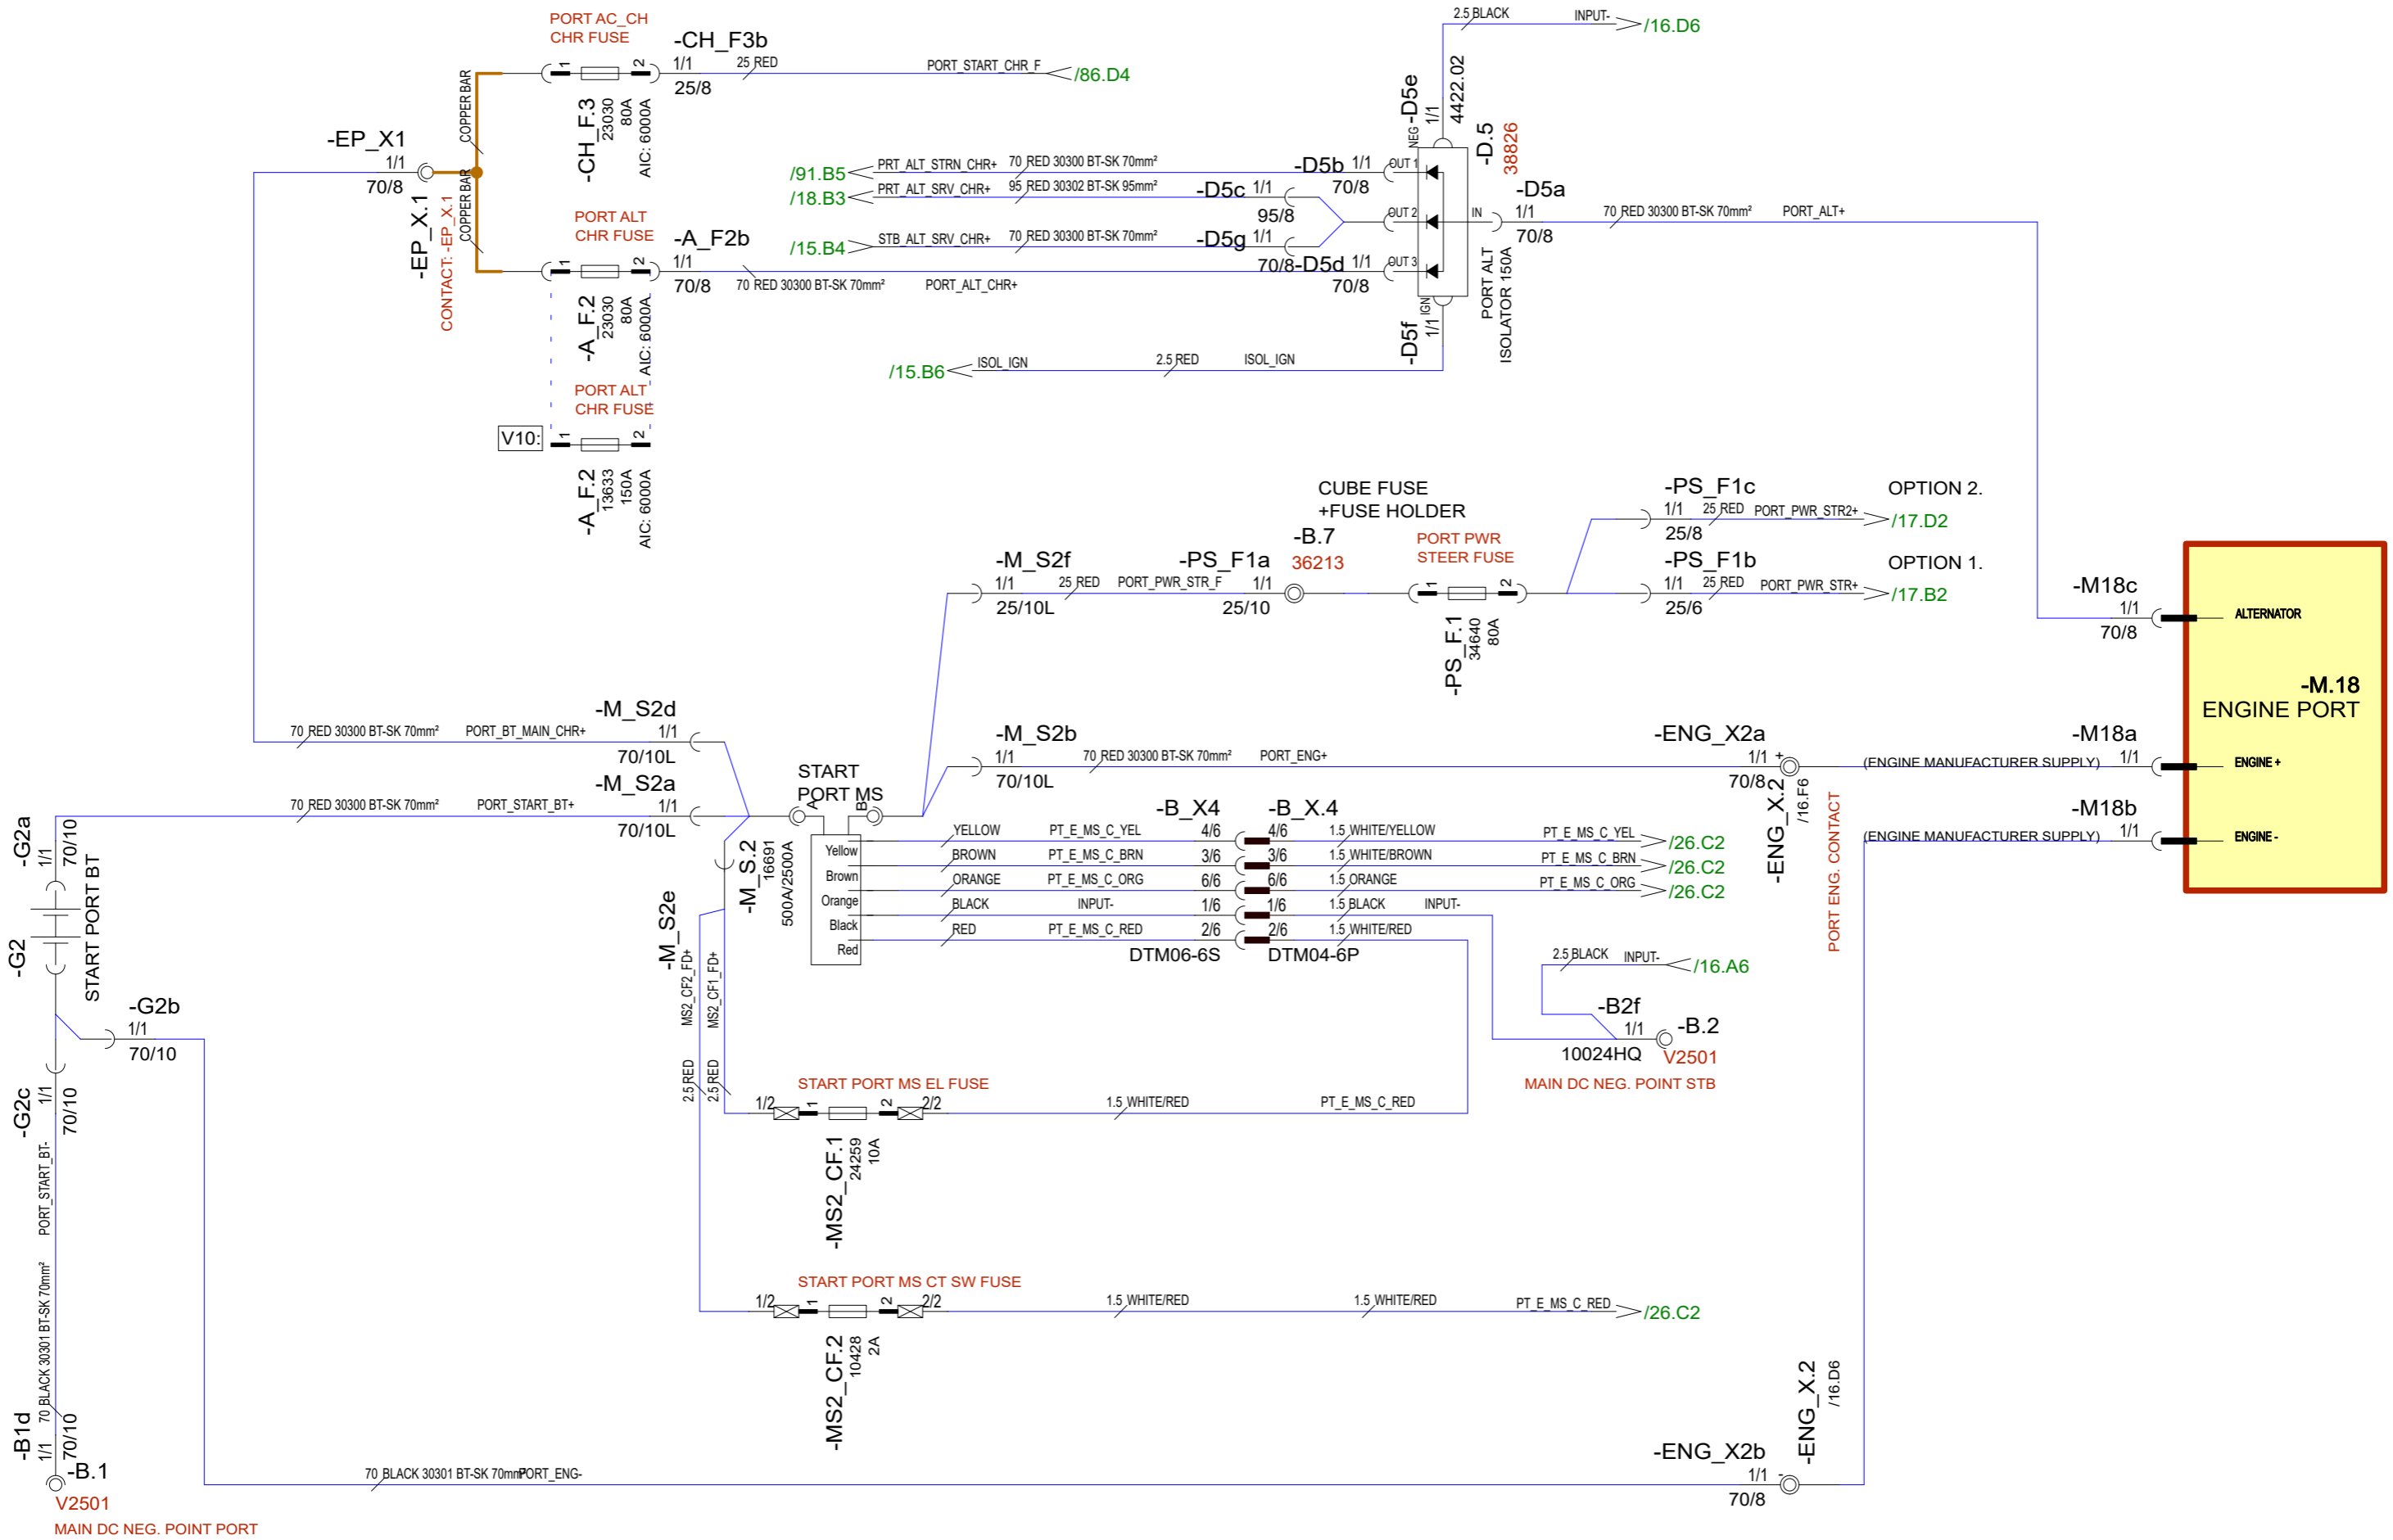 PORT AC_CH
CHR FUSE
-CH_F3b
1/1
25 RED
PORT_START_CHR_F
/86.D4
25/8
1
2
-CH_F.3
23030
80A
AIC: 6000A
COPPER BAR
-EP_X1
1/1
70/8
-EP_X.1
CONTACT: -EP_X.1
COPPER BAR
PORT ALT
CHR FUSE
-A_F2b
1/1
70/8
70 RED 30300 BT-SK 70mm²
PORT_ALT_CHR+
1
2
-A_F.2
23030
80A
AIC: 6000A
PORT ALT
CHR FUSE
V10:
1
2
-A_F.2
13633
150A
AIC: 6000A
2.5 BLACK
INPUT-
/16.D6
-D5e
1/1
4422.02
NEG
-D.5
38826
/91.B5
PRT_ALT_STRN_CHR+
70 RED 30300 BT-SK 70mm²
-D5b
1/1
70/8
OUT 1
/18.B3
PRT_ALT_SRV_CHR+
95 RED 30302 BT-SK 95mm²
-D5c
1/1
95/8
OUT 2
IN
-D5a
1/1
70/8
70 RED 30300 BT-SK 70mm²
PORT_ALT+
/15.B4
STB_ALT_SRV_CHR+
70 RED 30300 BT-SK 70mm²
-D5g
1/1
70/8
-D5d
1/1
70/8
OUT 3
IGN
-D5f
1/1
PORT ALT
ISOLATOR 150A
/15.B6
ISOL_IGN
2.5 RED
ISOL_IGN
CUBE FUSE
+FUSE HOLDER
-B.7
36213
PORT PWR
STEER FUSE
-PS_F1c
1/1
25 RED
PORT_PWR_STR2+
25/8
OPTION 2.
/17.D2
-M_S2f
1/1
25 RED
PORT_PWR_STR_F
25/10L
-PS_F1a
1/1
25/10
1
2
-PS_F.1
34640
80A
-PS_F1b
1/1
25 RED
PORT_PWR_STR+
25/6
OPTION 1.
/17.B2
-M18c
1/1
70/8
ALTERNATOR
-M.18
ENGINE PORT
-M_S2d
70 RED 30300 BT-SK 70mm²
PORT_BT_MAIN_CHR+
1/1
70/10L
-M_S2b
1/1
70 RED 30300 BT-SK 70mm²
PORT_ENG+
70/10L
-ENG_X2a
1/1
+
70/8
-ENG_X.2
/16.F6
PORT ENG. CONTACT
(ENGINE MANUFACTURER SUPPLY)
-M18a
1/1
ENGINE +
-M18b
(ENGINE MANUFACTURER SUPPLY)
1/1
ENGINE -
-M_S2a
70 RED 30300 BT-SK 70mm²
PORT_START_BT+
1/1
70/10L
START
PORT MS
A
B
-G2a
1/1
70/10
-G2
START PORT BT
-M_S.2
16691
500A/2500A
-M_S2e
-B_X4
-B_X.4
Yellow
YELLOW
PT_E_MS_C_YEL
4/6
4/6
1.5 WHITE/YELLOW
PT_E_MS_C_YEL
/26.C2
Brown
BROWN
PT_E_MS_C_BRN
3/6
3/6
1.5 WHITE/BROWN
PT_E_MS_C_BRN
/26.C2
Orange
ORANGE
PT_E_MS_C_ORG
6/6
6/6
1.5 ORANGE
PT_E_MS_C_ORG
/26.C2
Black
BLACK
INPUT-
1/6
1/6
1.5 BLACK
INPUT-
Red
RED
PT_E_MS_C_RED
2/6
2/6
1.5 WHITE/RED
DTM06-6S
DTM04-6P
2.5 BLACK
INPUT-
/16.A6
-B2f
1/1
-B.2
10024HQ
V2501
MAIN DC NEG. POINT STB
MS2_CF2_FD+
MS2_CF1_FD+
2.5 RED
2.5 RED
-G2b
1/1
70/10
-G2c
1/1
70/10
START PORT MS EL FUSE
1/2
1
2
2/2
1.5 WHITE/RED
PT_E_MS_C_RED
-MS2_CF.1
24259
10A
START PORT MS CT SW FUSE
1/2
1
2
2/2
1.5 WHITE/RED
1.5 WHITE/RED
PT_E_MS_C_RED
/26.C2
-MS2_CF.2
10428
2A
PORT_START_BT-
70 BLACK 30301 BT-SK 70mm²
-B1d
1/1
70/10
-B.1
V2501
MAIN DC NEG. POINT PORT
70 BLACK 30301 BT-SK 70mm²
PORT_ENG-
-ENG_X2b
1/1
-
70/8
-ENG_X.2
/16.D6